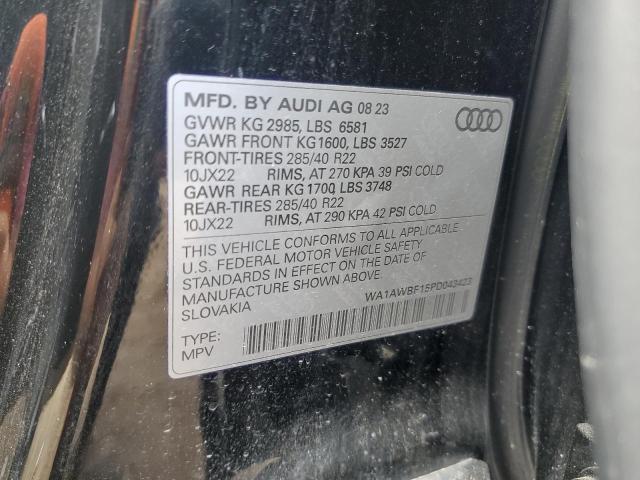 MFD. BY AUDI AG 08 23
GVWR KG 2985, LBS 6581
GAWR FRONT KG 1600, LBS 3527
FRONT-TIRES 285/40 R22
10JX22 RIMS, AT 270 KPA 39 PSI COLD
GAWR REAR KG 1700, LBS 3748
REAR-TIRES 285/40 R22
10JX22 RIMS, AT 290 KPA 42 PSI COLD
THIS VEHICLE CONFORMS TO ALL APPLICABLE
U.S. FEDERAL MOTOR VEHICLE SAFETY
STANDARDS IN EFFECT ON THE DATE OF
MANUFACTURE SHOWN ABOVE.
SLOVAKIA
WA1AWBF15PD043423
TYPE:
MPV